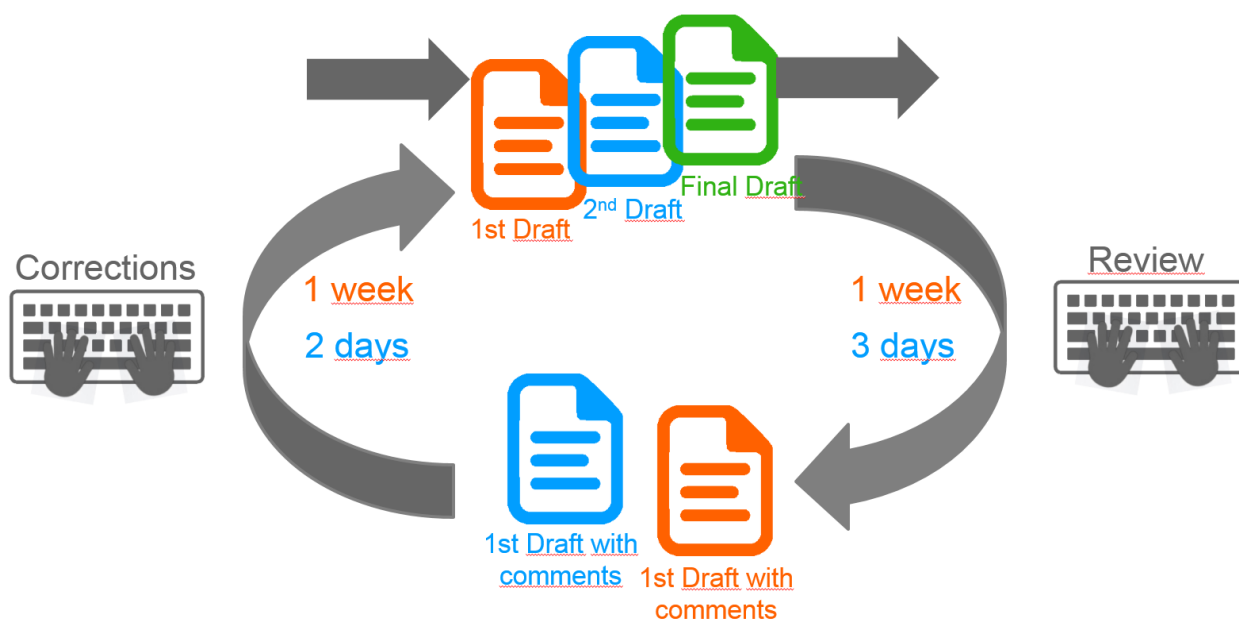 Final Draft
2nd Draft
1st Draft
Corrections
Review
1 week
1 week
2 days
3 days
1st Draft with
comments
1st Draft with
comments